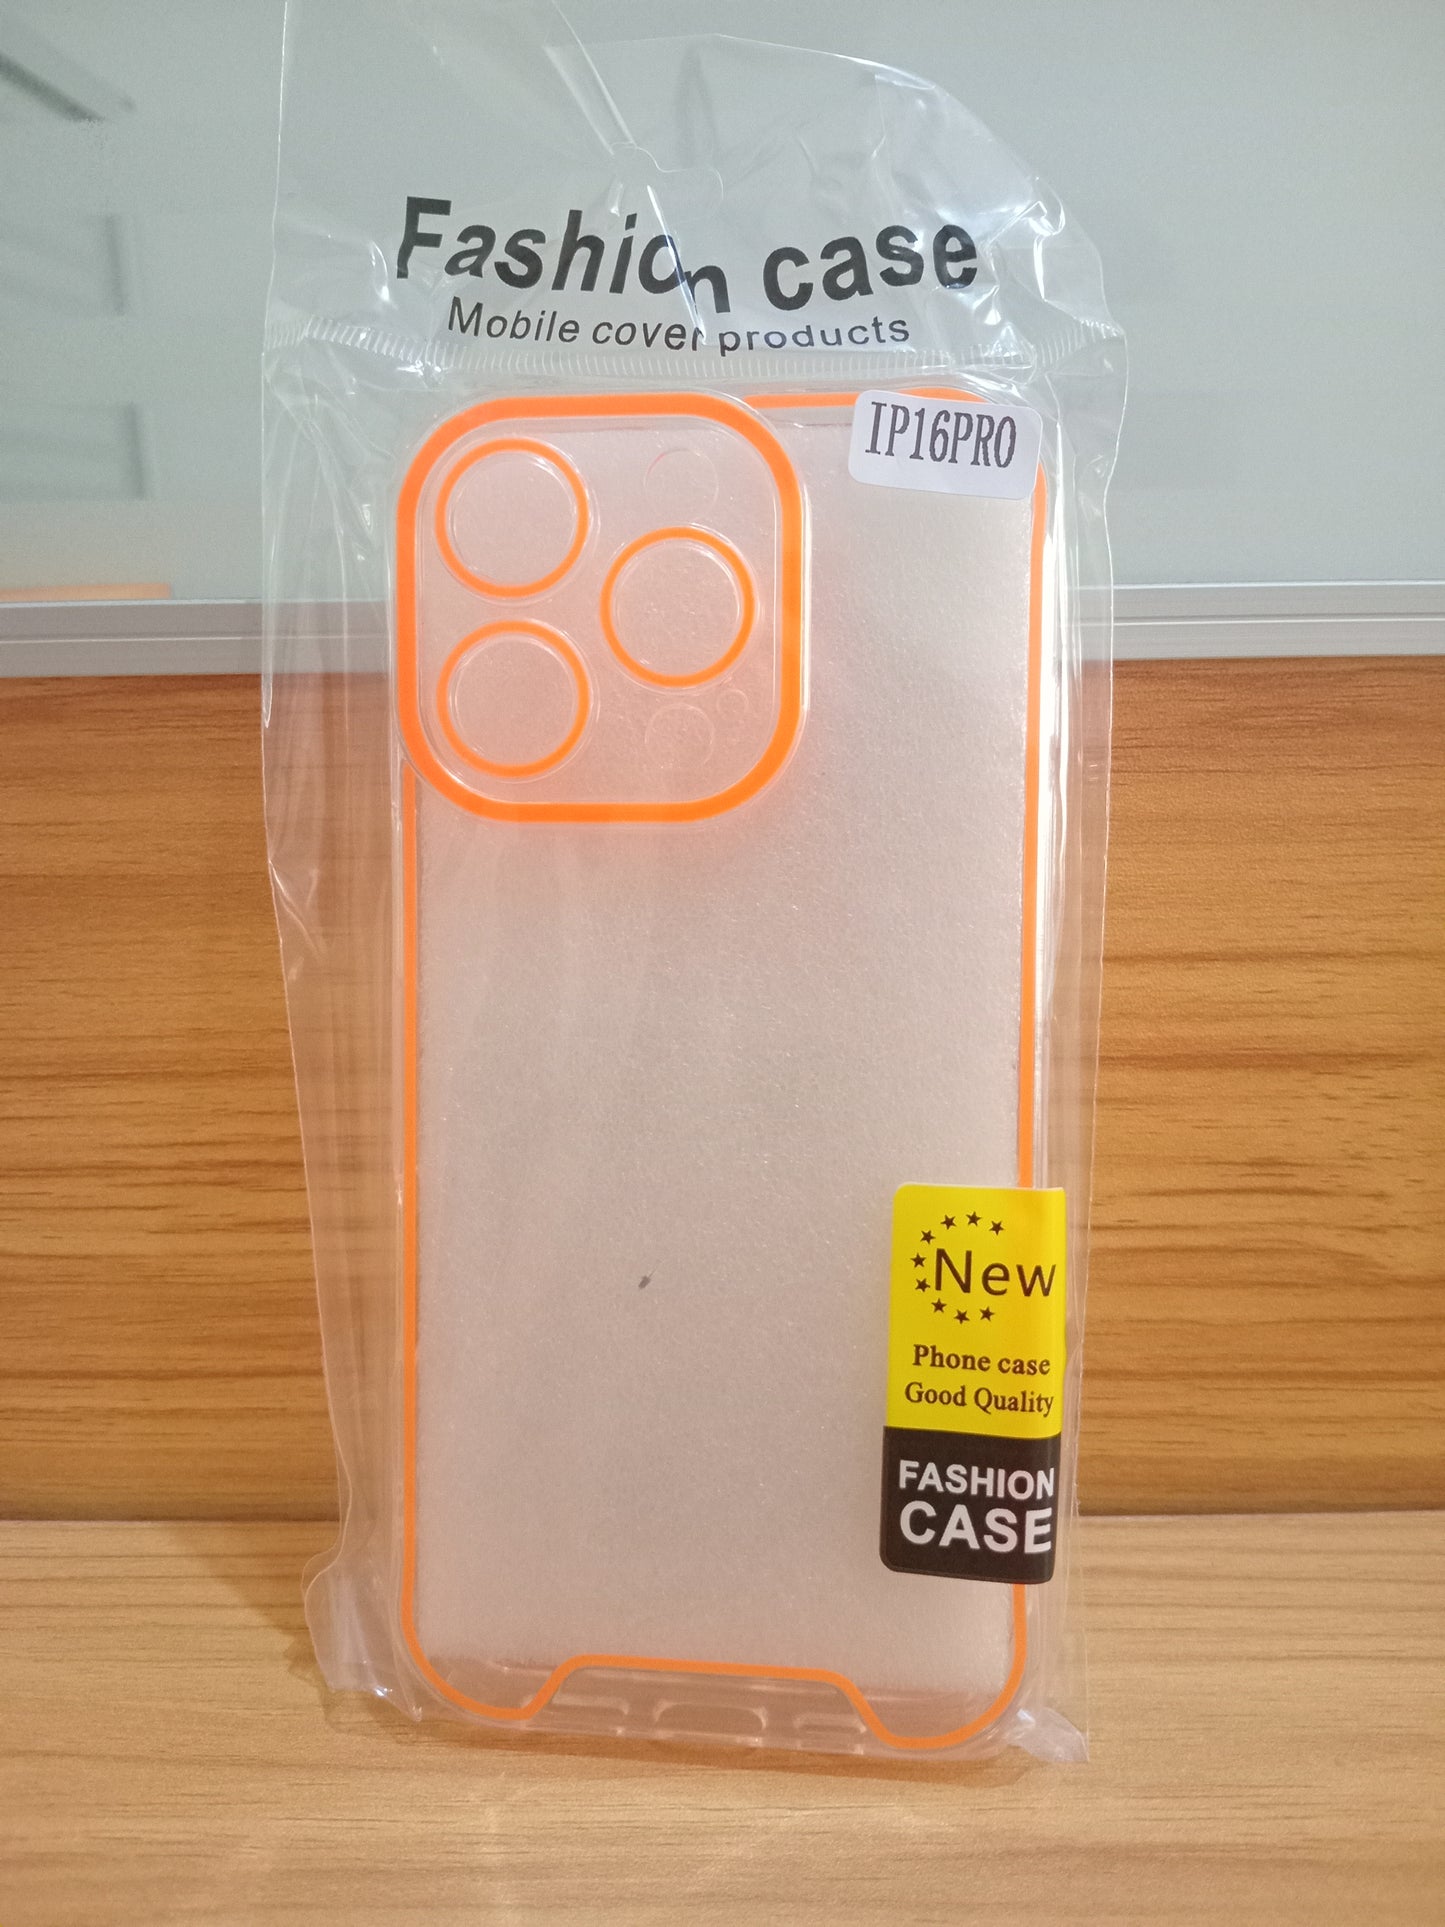 Fashion case
Mobile cover products
IP16PRO
New
Phone case
Good Quality
FASHION
CASE